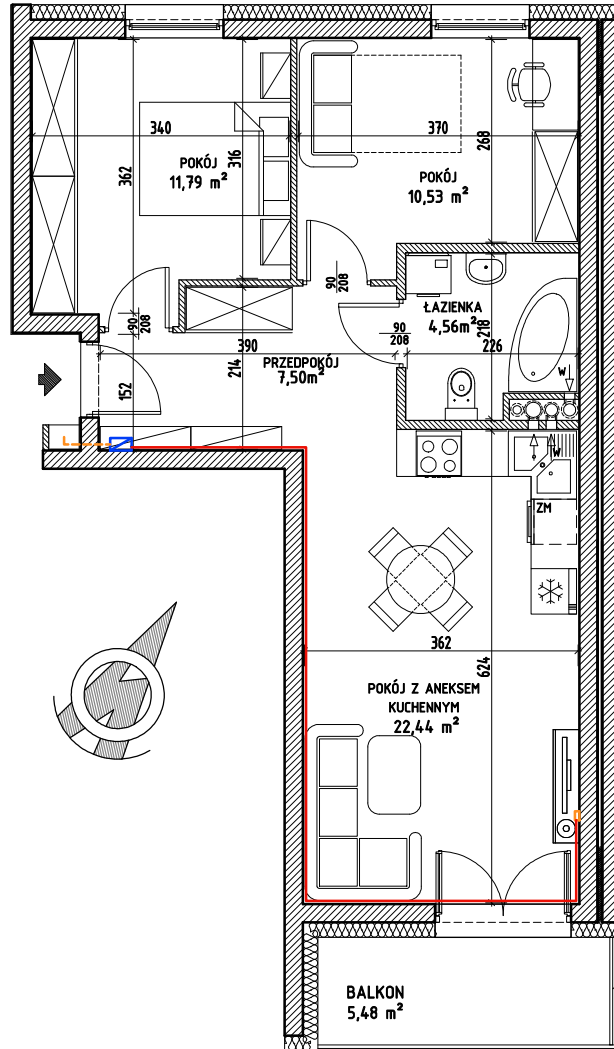 340
370
362
316
268
POKÓJ
11,79 m²
POKÓJ
10,53 m²
90
208
90
208
90
208
ŁAZIENKA
4,56m²
218
226
390
PRZEDPOKÓJ
7,50m²
214
152
W
W
ZM
362
624
POKÓJ Z ANEKSEM
KUCHENNYM
22,44 m²
BALKON
5,48 m²